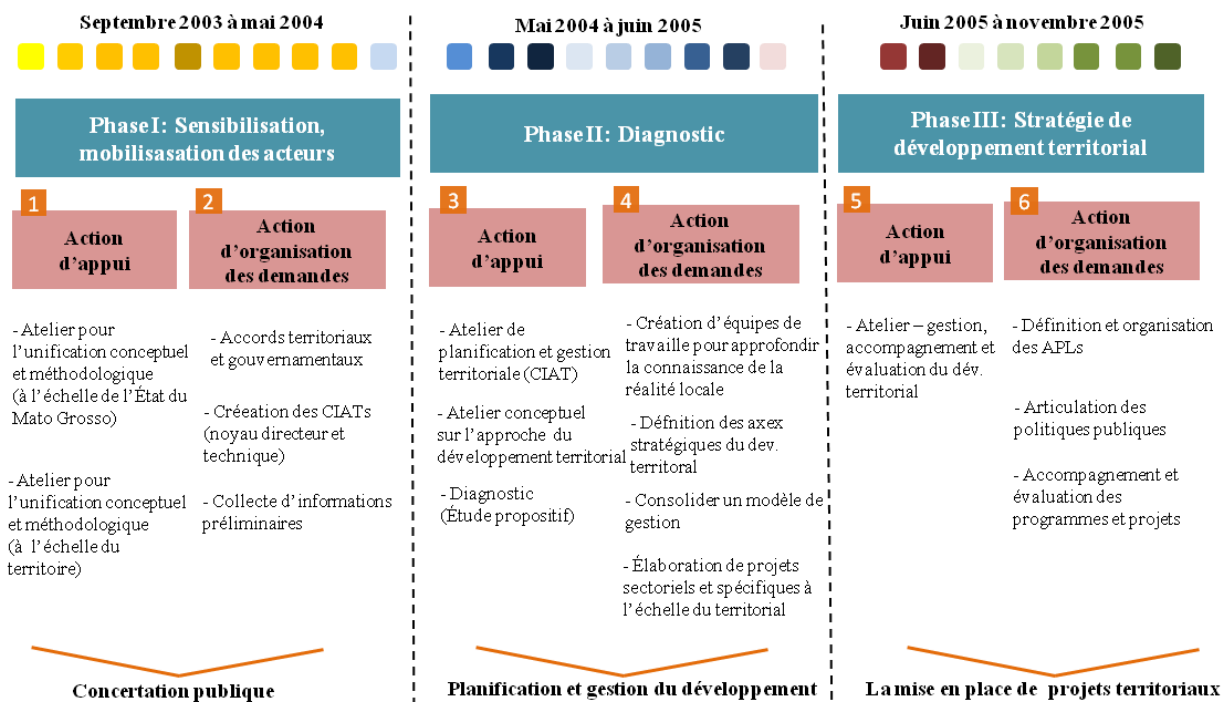 Septembre 2003 à mai 2004
Phase I: Sensibilisation,
mobilisasation des acteurs
1
Action
d'appui
2
Action
d'organisation
des demandes
- Atelier pour
l'unification conceptuel
et méthodologique
(à l'échelle de l'État du
Mato Grosso)
- Atelier pour
l'unification conceptuel
et méthodologique
(à l'échelle du
territoire)
- Accords territoriaux
et gouvernamentaux
- Créeation des CIATs
(noyau directeur et
technique)
- Collecte d'informations
préliminaires
Concertation publique
Mai 2004 à juin 2005
Phase II: Diagnostic
3
Action
d'appui
4
Action
d'organisation
des demandes
- Atelier de
planification et gestion
territoriale (CIAT)
- Atelier conceptuel
sur l'approche du
développement territorial
- Diagnostic
(Étude propositif)
- Création d'équipes de
travaille pour approfondir
la connaissance de la
réalité locale
- Défnition des axex
stratégiques du dev.
territoral
- Consolider un modèle de
gestion
- Élaboration de projets
sectoriels et spécifiques à
l'échelle du territorial
Planification et gestion du développement
Juin 2005 à novembre 2005
Phase III: Stratégie de
développement territorial
5
Action
d'appui
6
Action
d'organisation
des demandes
- Atelier – gestion,
accompagnement et
évaluation du dév.
territorial
- Définition et organisation
des APLs
- Articulation des
politiques publiques
- Accompagnement et
évaluation des
programmes et projets
La mise en place de projets territoriaux